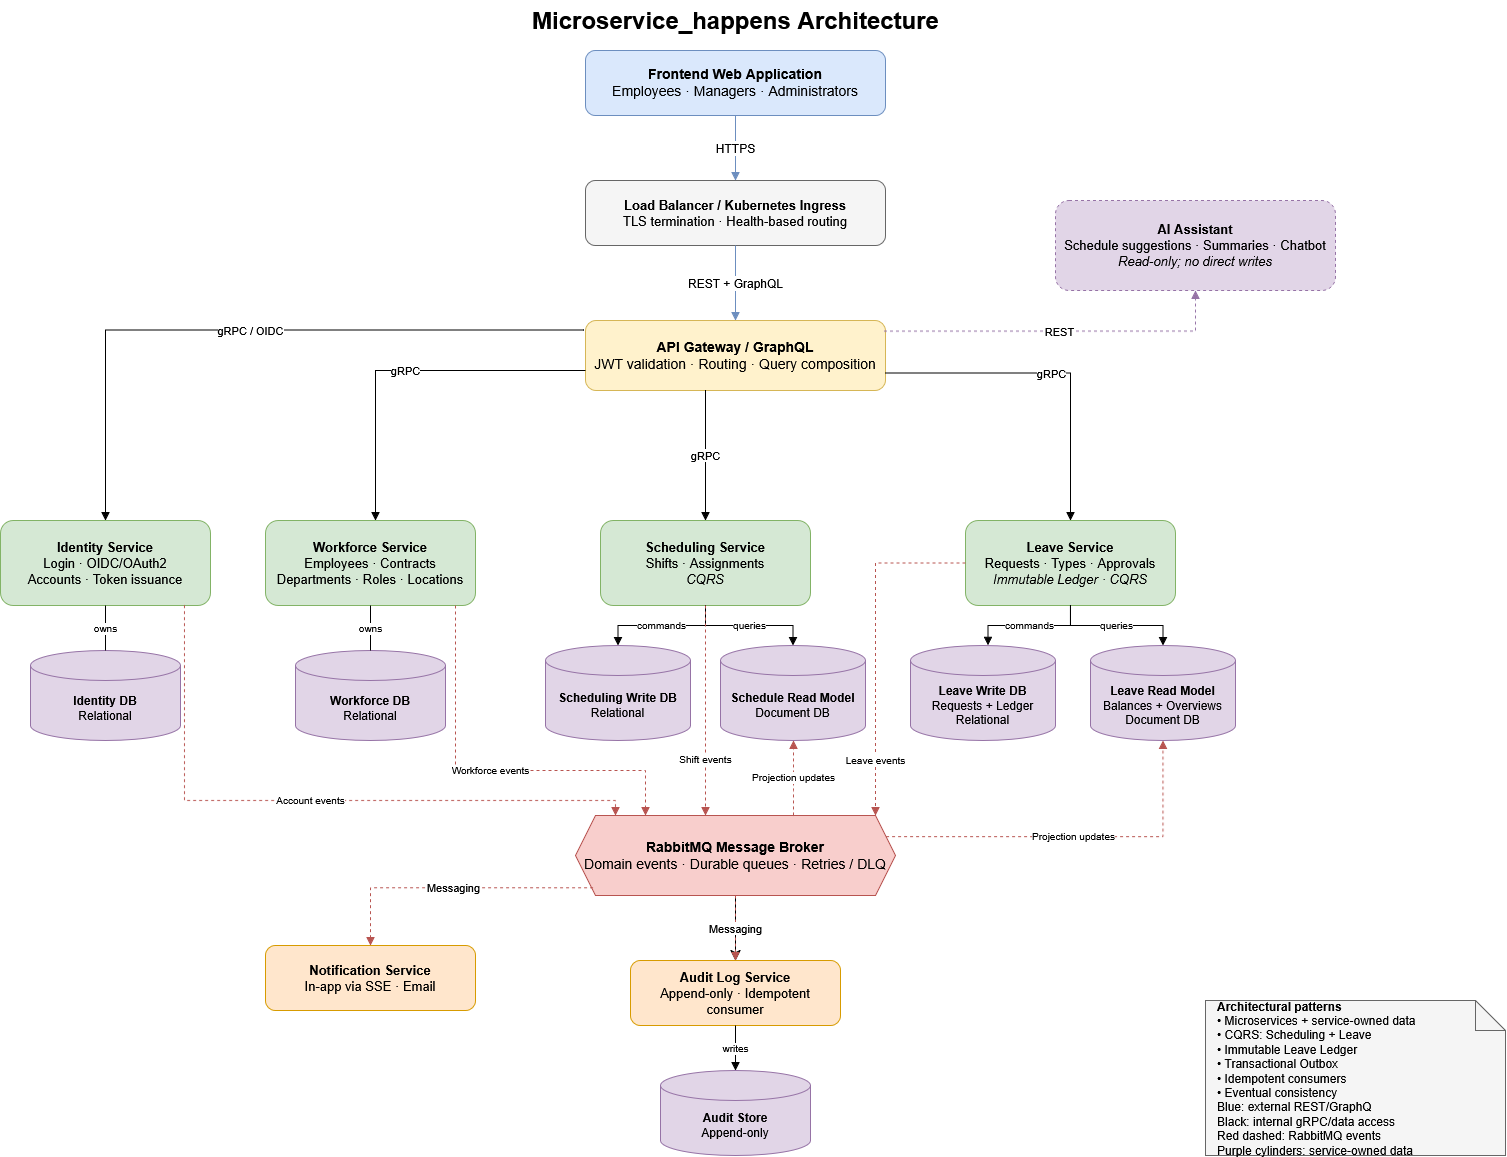 Microservice_happens Architecture
Frontend Web Application
Employees · Managers · Administrators
HTTPS
Load Balancer / Kubernetes Ingress
TLS termination · Health-based routing
AI Assistant
Schedule suggestions · Summaries · Chatbot
Read-only; no direct writes
REST + GraphQL
gRPC / OIDC
REST
API Gateway / GraphQL
JWT validation · Routing · Query composition
gRPC
gRPC
gRPC
Identity Service
Login · OIDC/OAuth2
Accounts · Token issuance
Workforce Service
Employees · Contracts
Departments · Roles · Locations
Scheduling Service
Shifts · Assignments
CQRS
Leave Service
Requests · Types · Approvals
Immutable Ledger · CQRS
owns
owns
commands
queries
commands
queries
Identity DB
Relational
Workforce DB
Relational
Scheduling Write DB
Relational
Schedule Read Model
Document DB
Leave Write DB
Requests + Ledger
Relational
Leave Read Model
Balances + Overviews
Document DB
Account events
Workforce events
Shift events
Projection updates
Leave events
Projection updates
RabbitMQ Message Broker
Domain events · Durable queues · Retries / DLQ
Messaging
Messaging
Notification Service
In-app via SSE · Email
Audit Log Service
Append-only · Idempotent
consumer
writes
Audit Store
Append-only
Architectural patterns
• Microservices + service-owned data
• CQRS: Scheduling + Leave
• Immutable Leave Ledger
• Transactional Outbox
• Idempotent consumers
• Eventual consistency
Blue: external REST/GraphQ
Black: internal gRPC/data access
Red dashed: RabbitMQ events
Purple cylinders: service-owned data